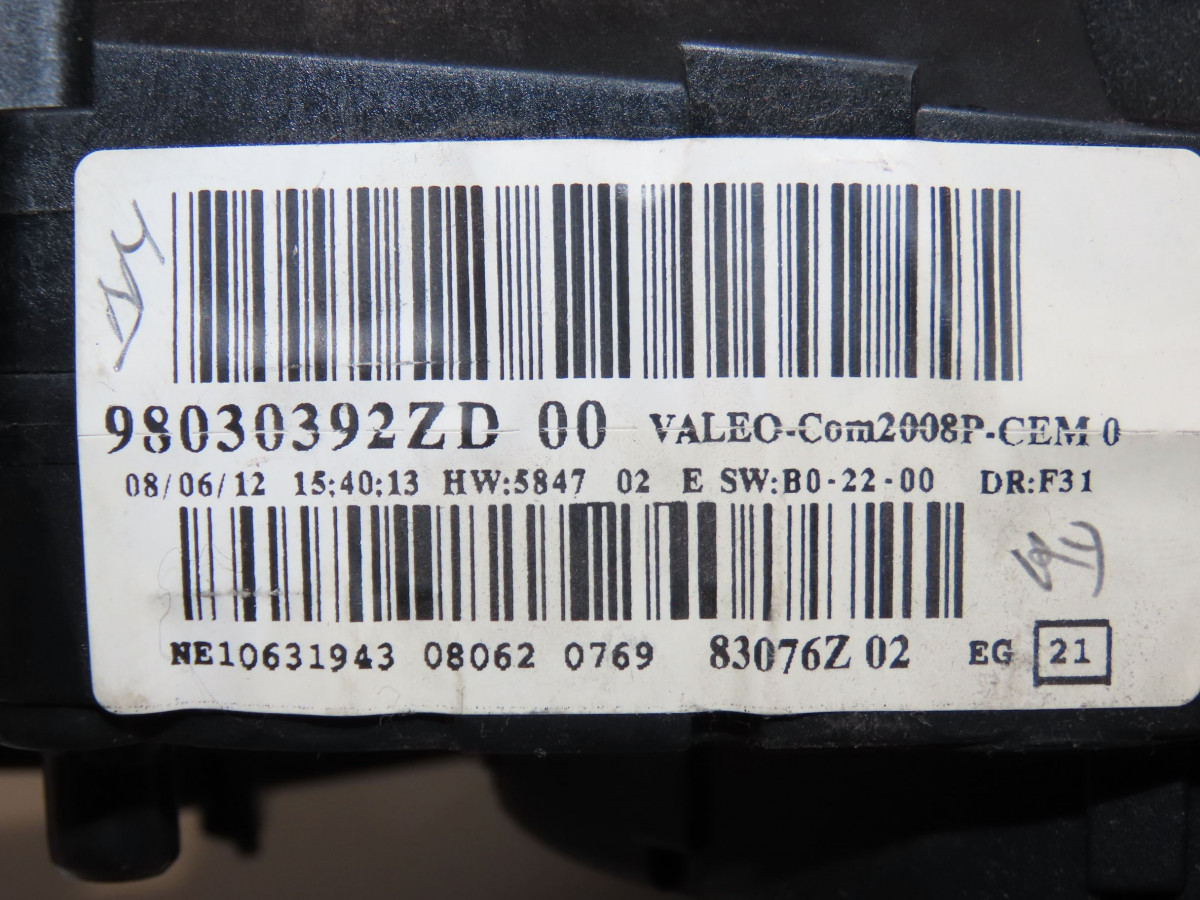 98030392ZD 00 VALEO-Com2008P-CEM 0
08/06/12 15:40:13 HW:5847 02 E SW:B0-22-00 DR:F31
NE10631943 08062 0769 83076Z 02 EG 21